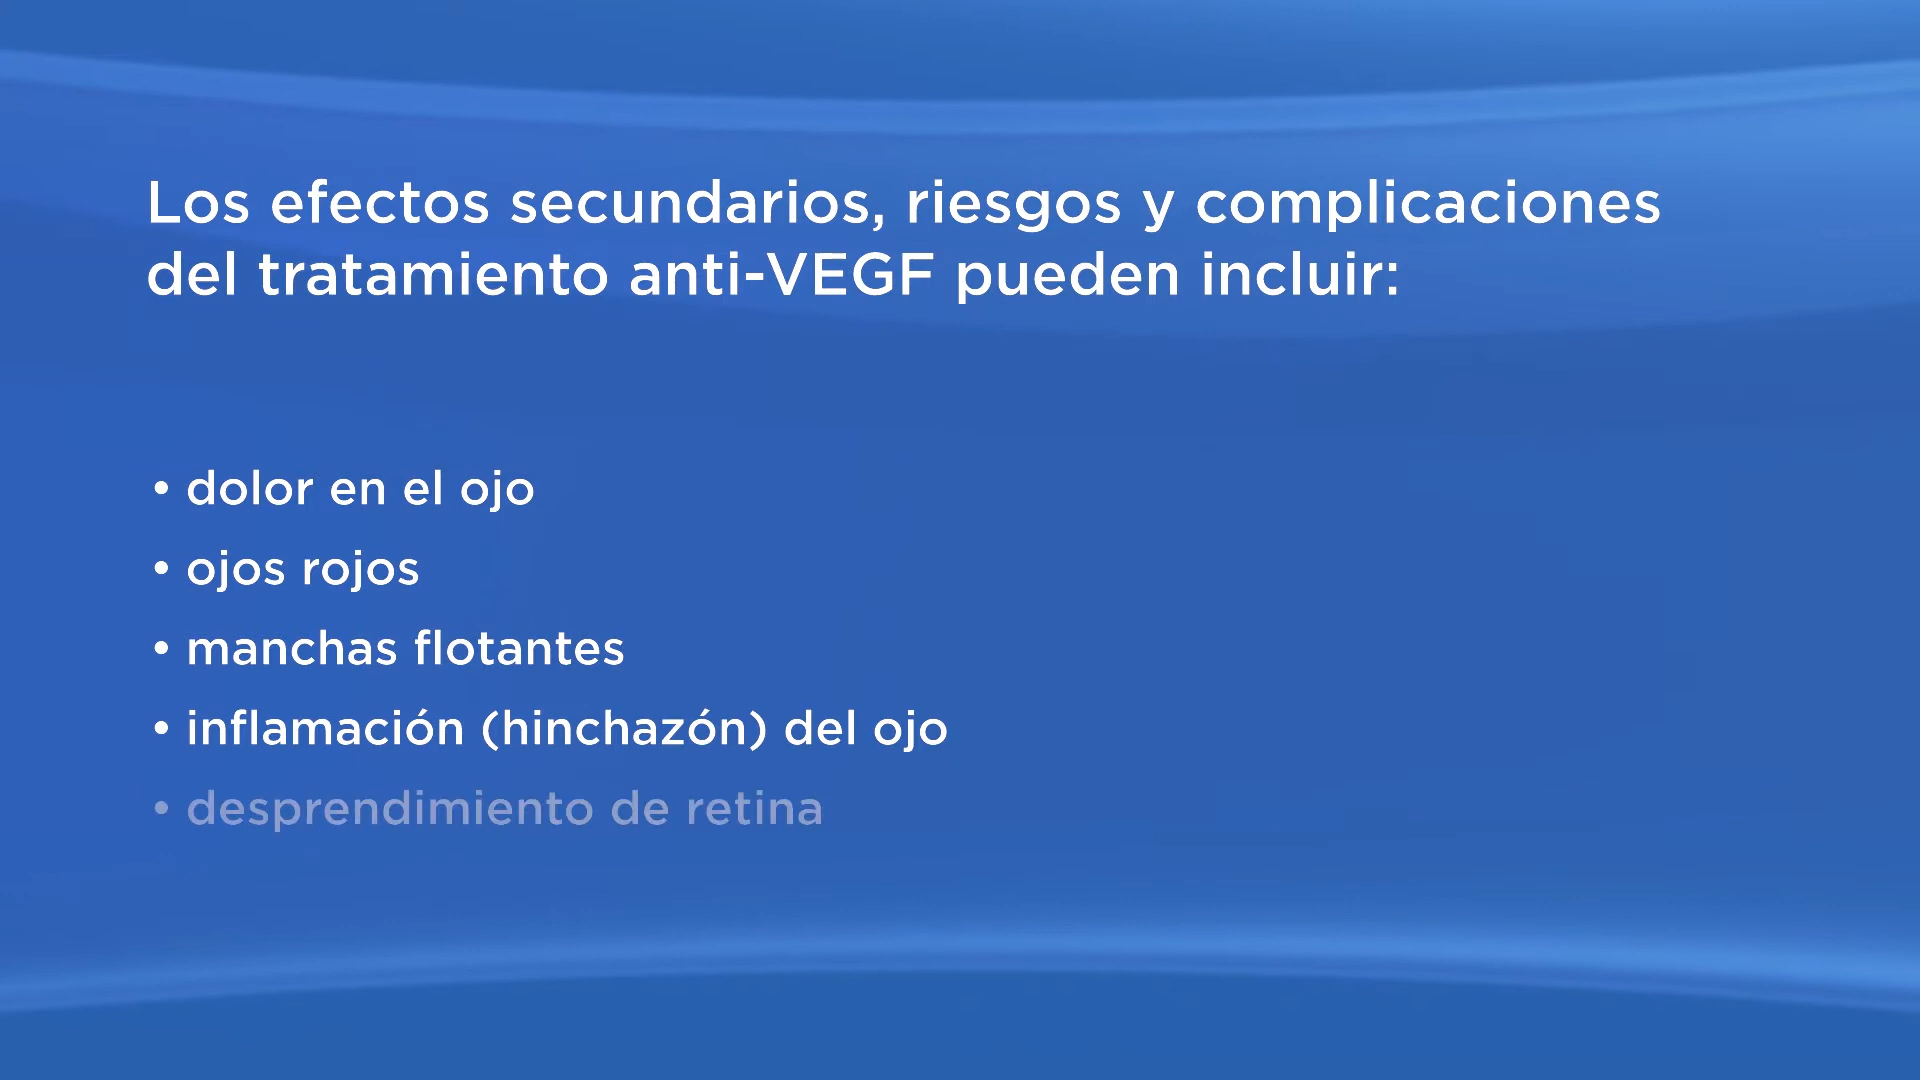 Los efectos secundarios, riesgos y complicaciones
del tratamiento anti-VEGF pueden incluir:
• dolor en el ojo
• ojos rojos
• manchas flotantes
• inflamación (hinchazón) del ojo
• desprendimiento de retina